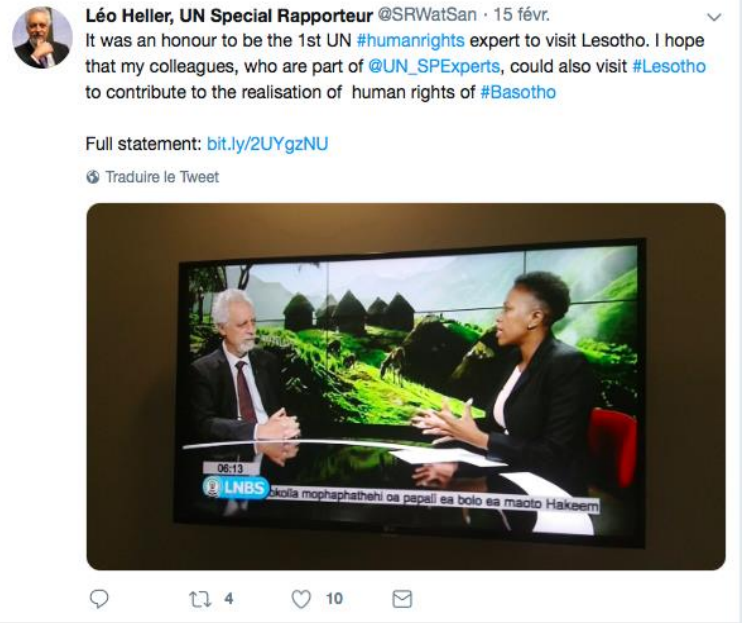 Léo Heller, UN Special Rapporteur @SRWatSan · 15 févr.
It was an honour to be the 1st UN #humanrights expert to visit Lesotho. I hope
that my colleagues, who are part of @UN_SPExperts, could also visit #Lesotho
to contribute to the realisation of human rights of #Basotho
Full statement: bit.ly/2UYgzNU
Traduire le Tweet
06:13
LNBS okolla mophaphathehi oa papali ea bolo ea maoto Hakeem
4 10